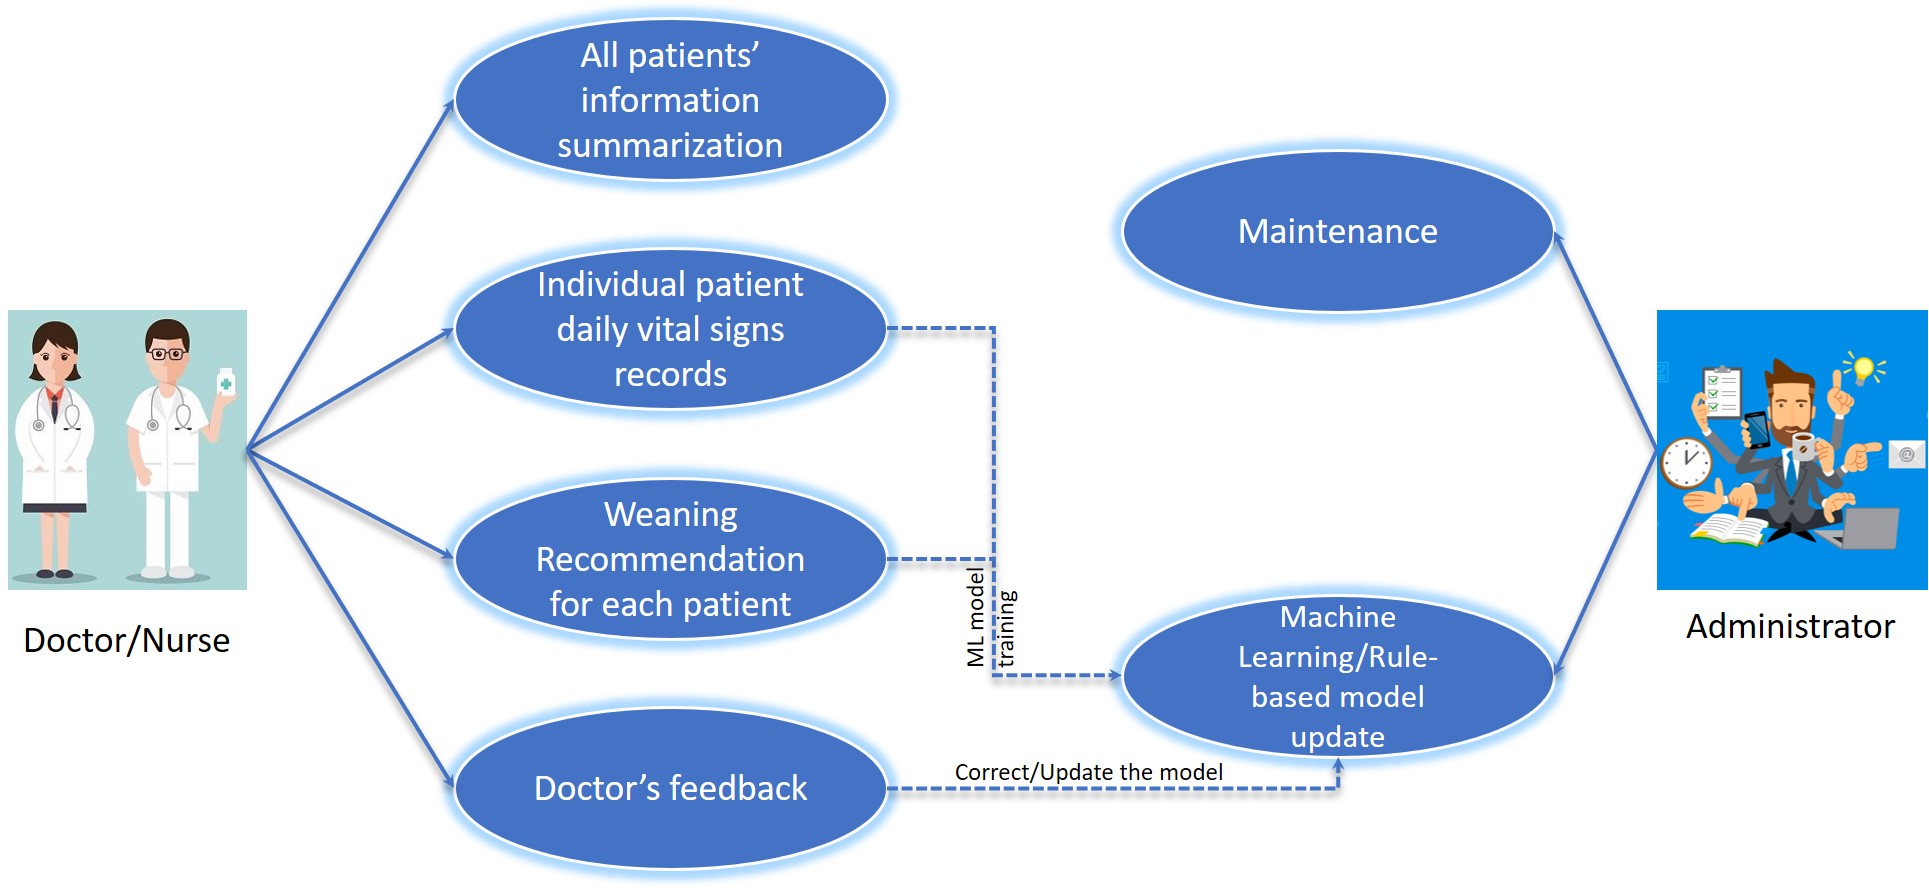 All patients’
information
summarization
Individual patient
daily vital signs
records
Weaning
Recommendation
for each patient
Doctor’s feedback
Doctor/Nurse
ML model
training
Correct/Update the model
Maintenance
Machine
Learning/Rule-
based model
update
Administrator
@